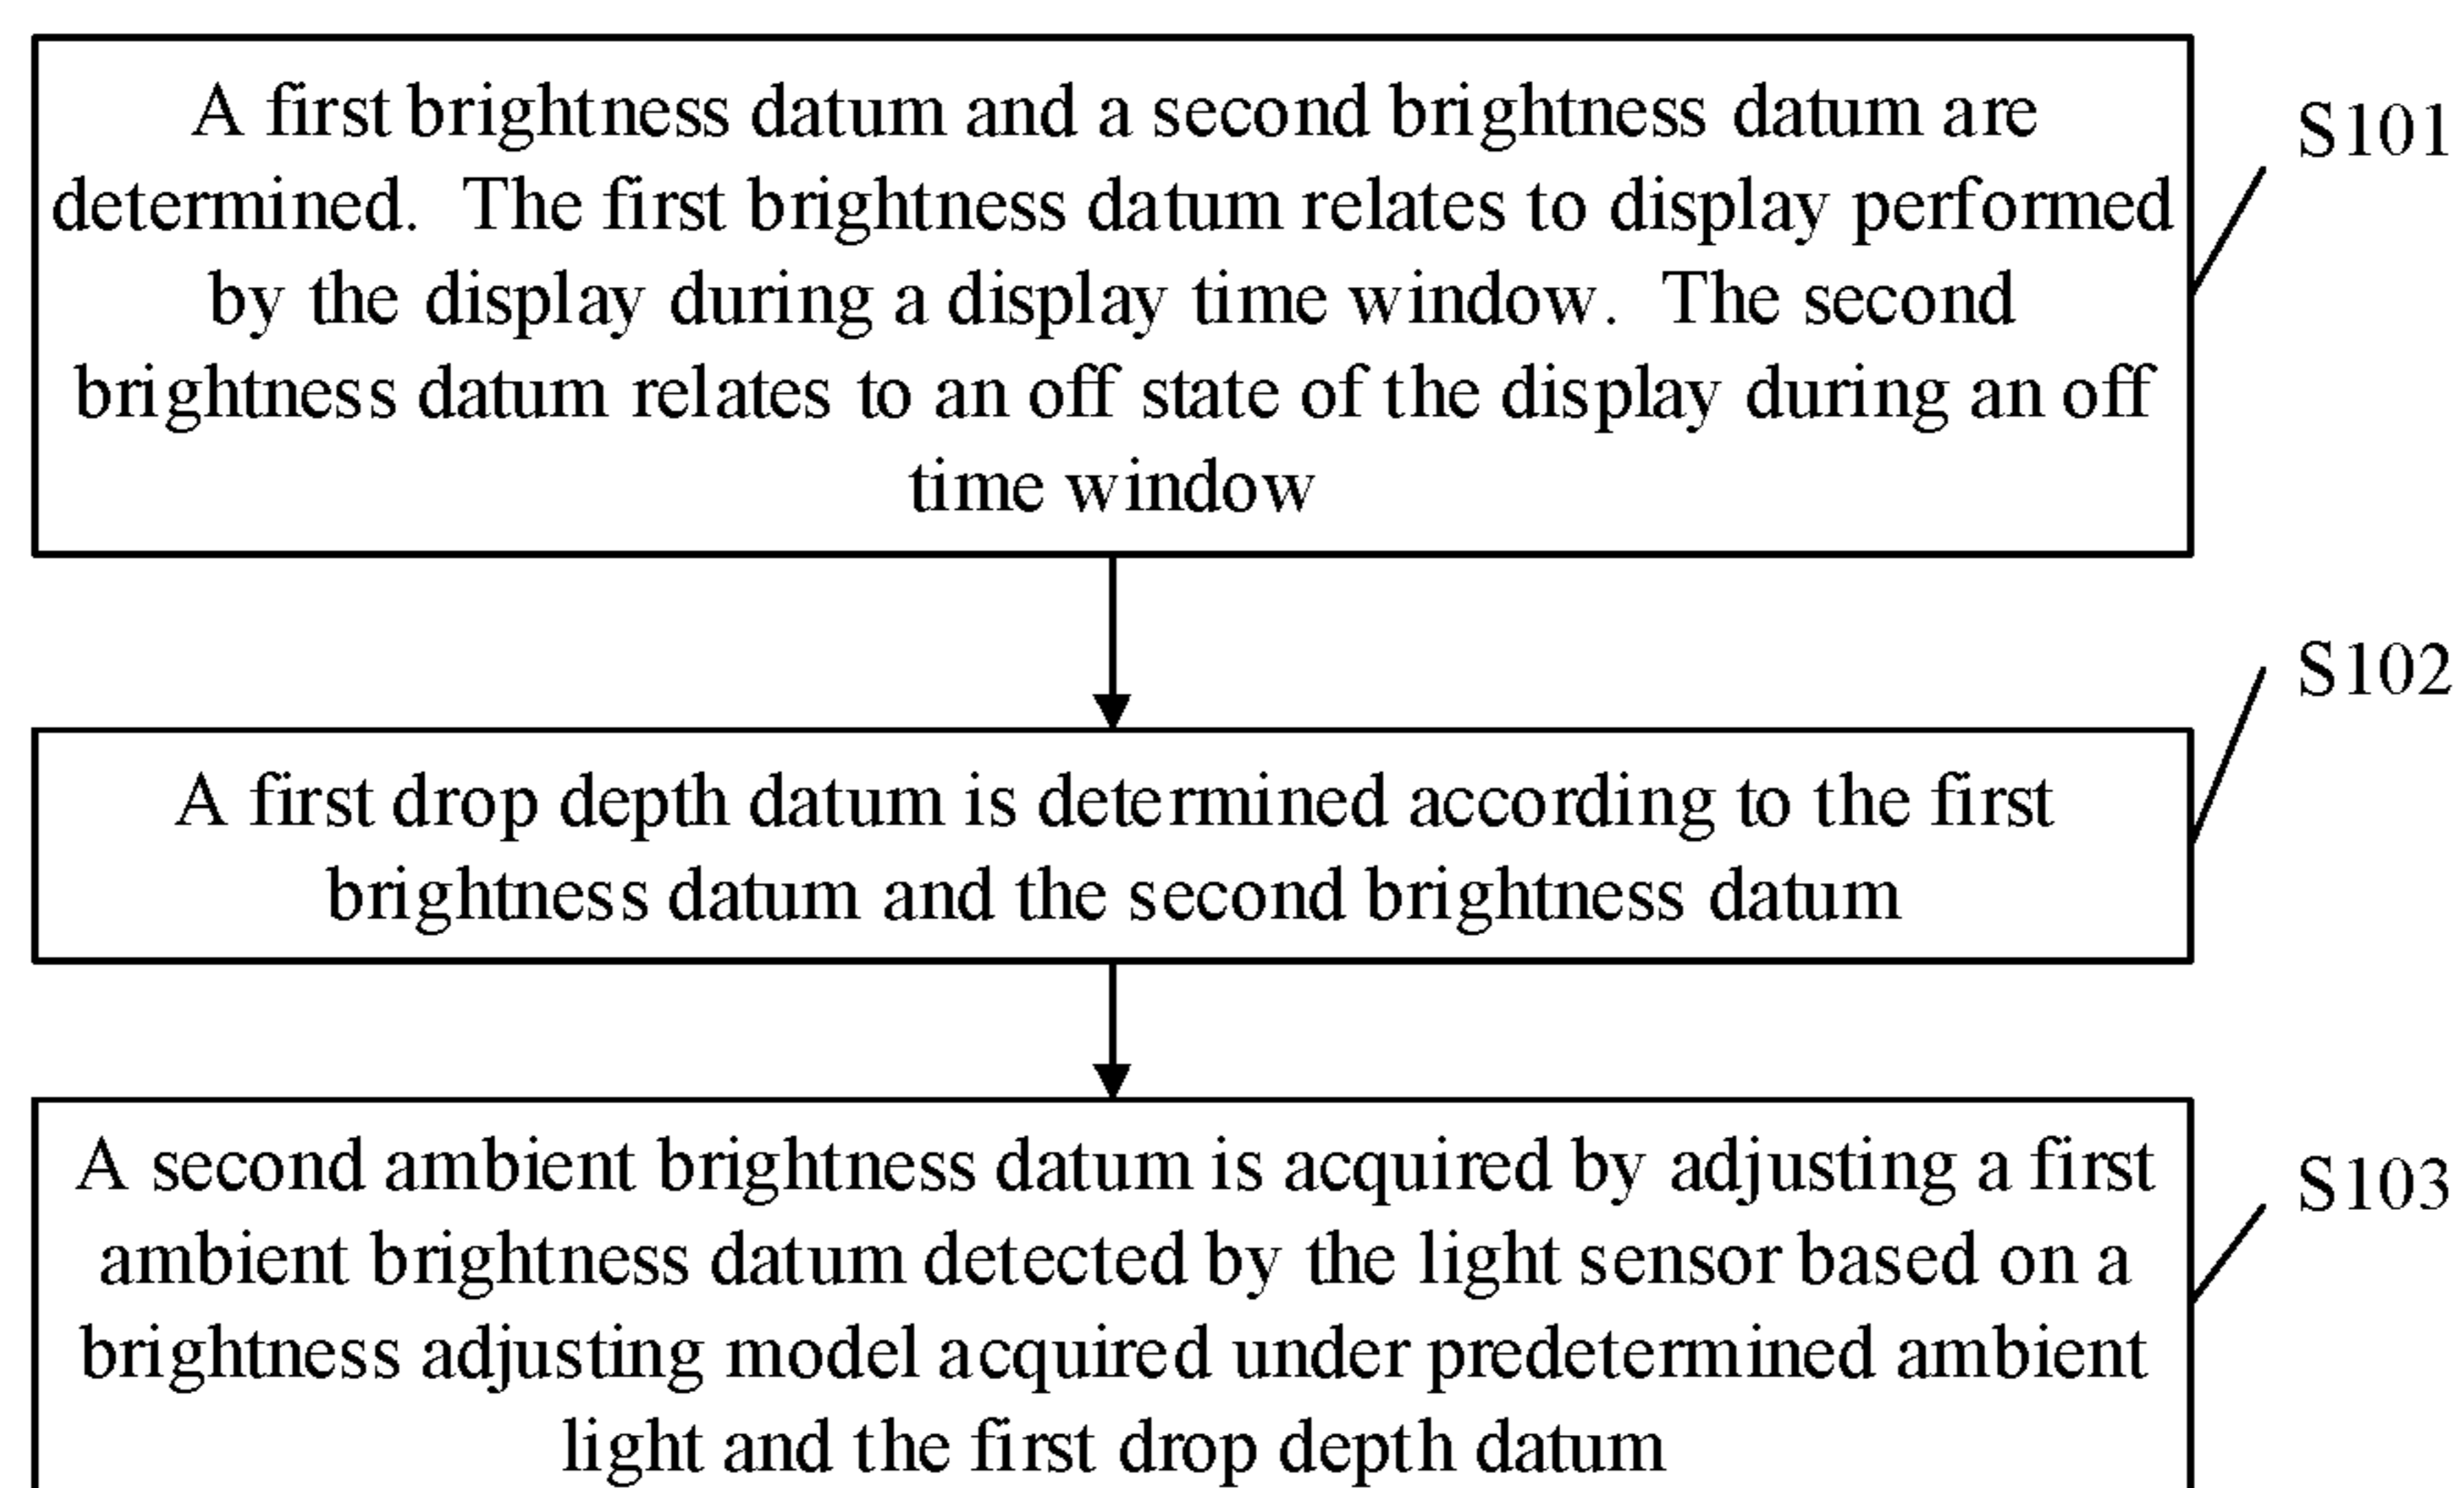 A first brightness datum and a second brightness datum are
determined. The first brightness datum relates to display performed
by the display during a display time window. The second
brightness datum relates to an off state of the display during an off
time window
S101
A first drop depth datum is determined according to the first
brightness datum and the second brightness datum
S102
A second ambient brightness datum is acquired by adjusting a first
ambient brightness datum detected by the light sensor based on a
brightness adjusting model acquired under predetermined ambient
light and the first drop depth datum
S103